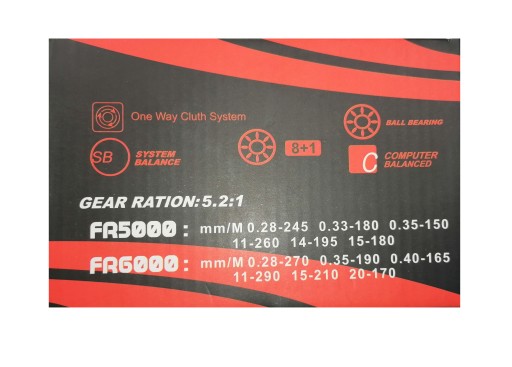 One Way Cluth System
BALL BEARING
SB SYSTEM BALANCE
8+1
C COMPUTER BALANCED
GEAR RATION:5.2:1
FR5000: mm/M 0.28-245 0.33-180 0.35-150
11-260 14-195 15-180
FR6000: mm/M 0.28-270 0.35-190 0.40-165
11-290 15-210 20-170